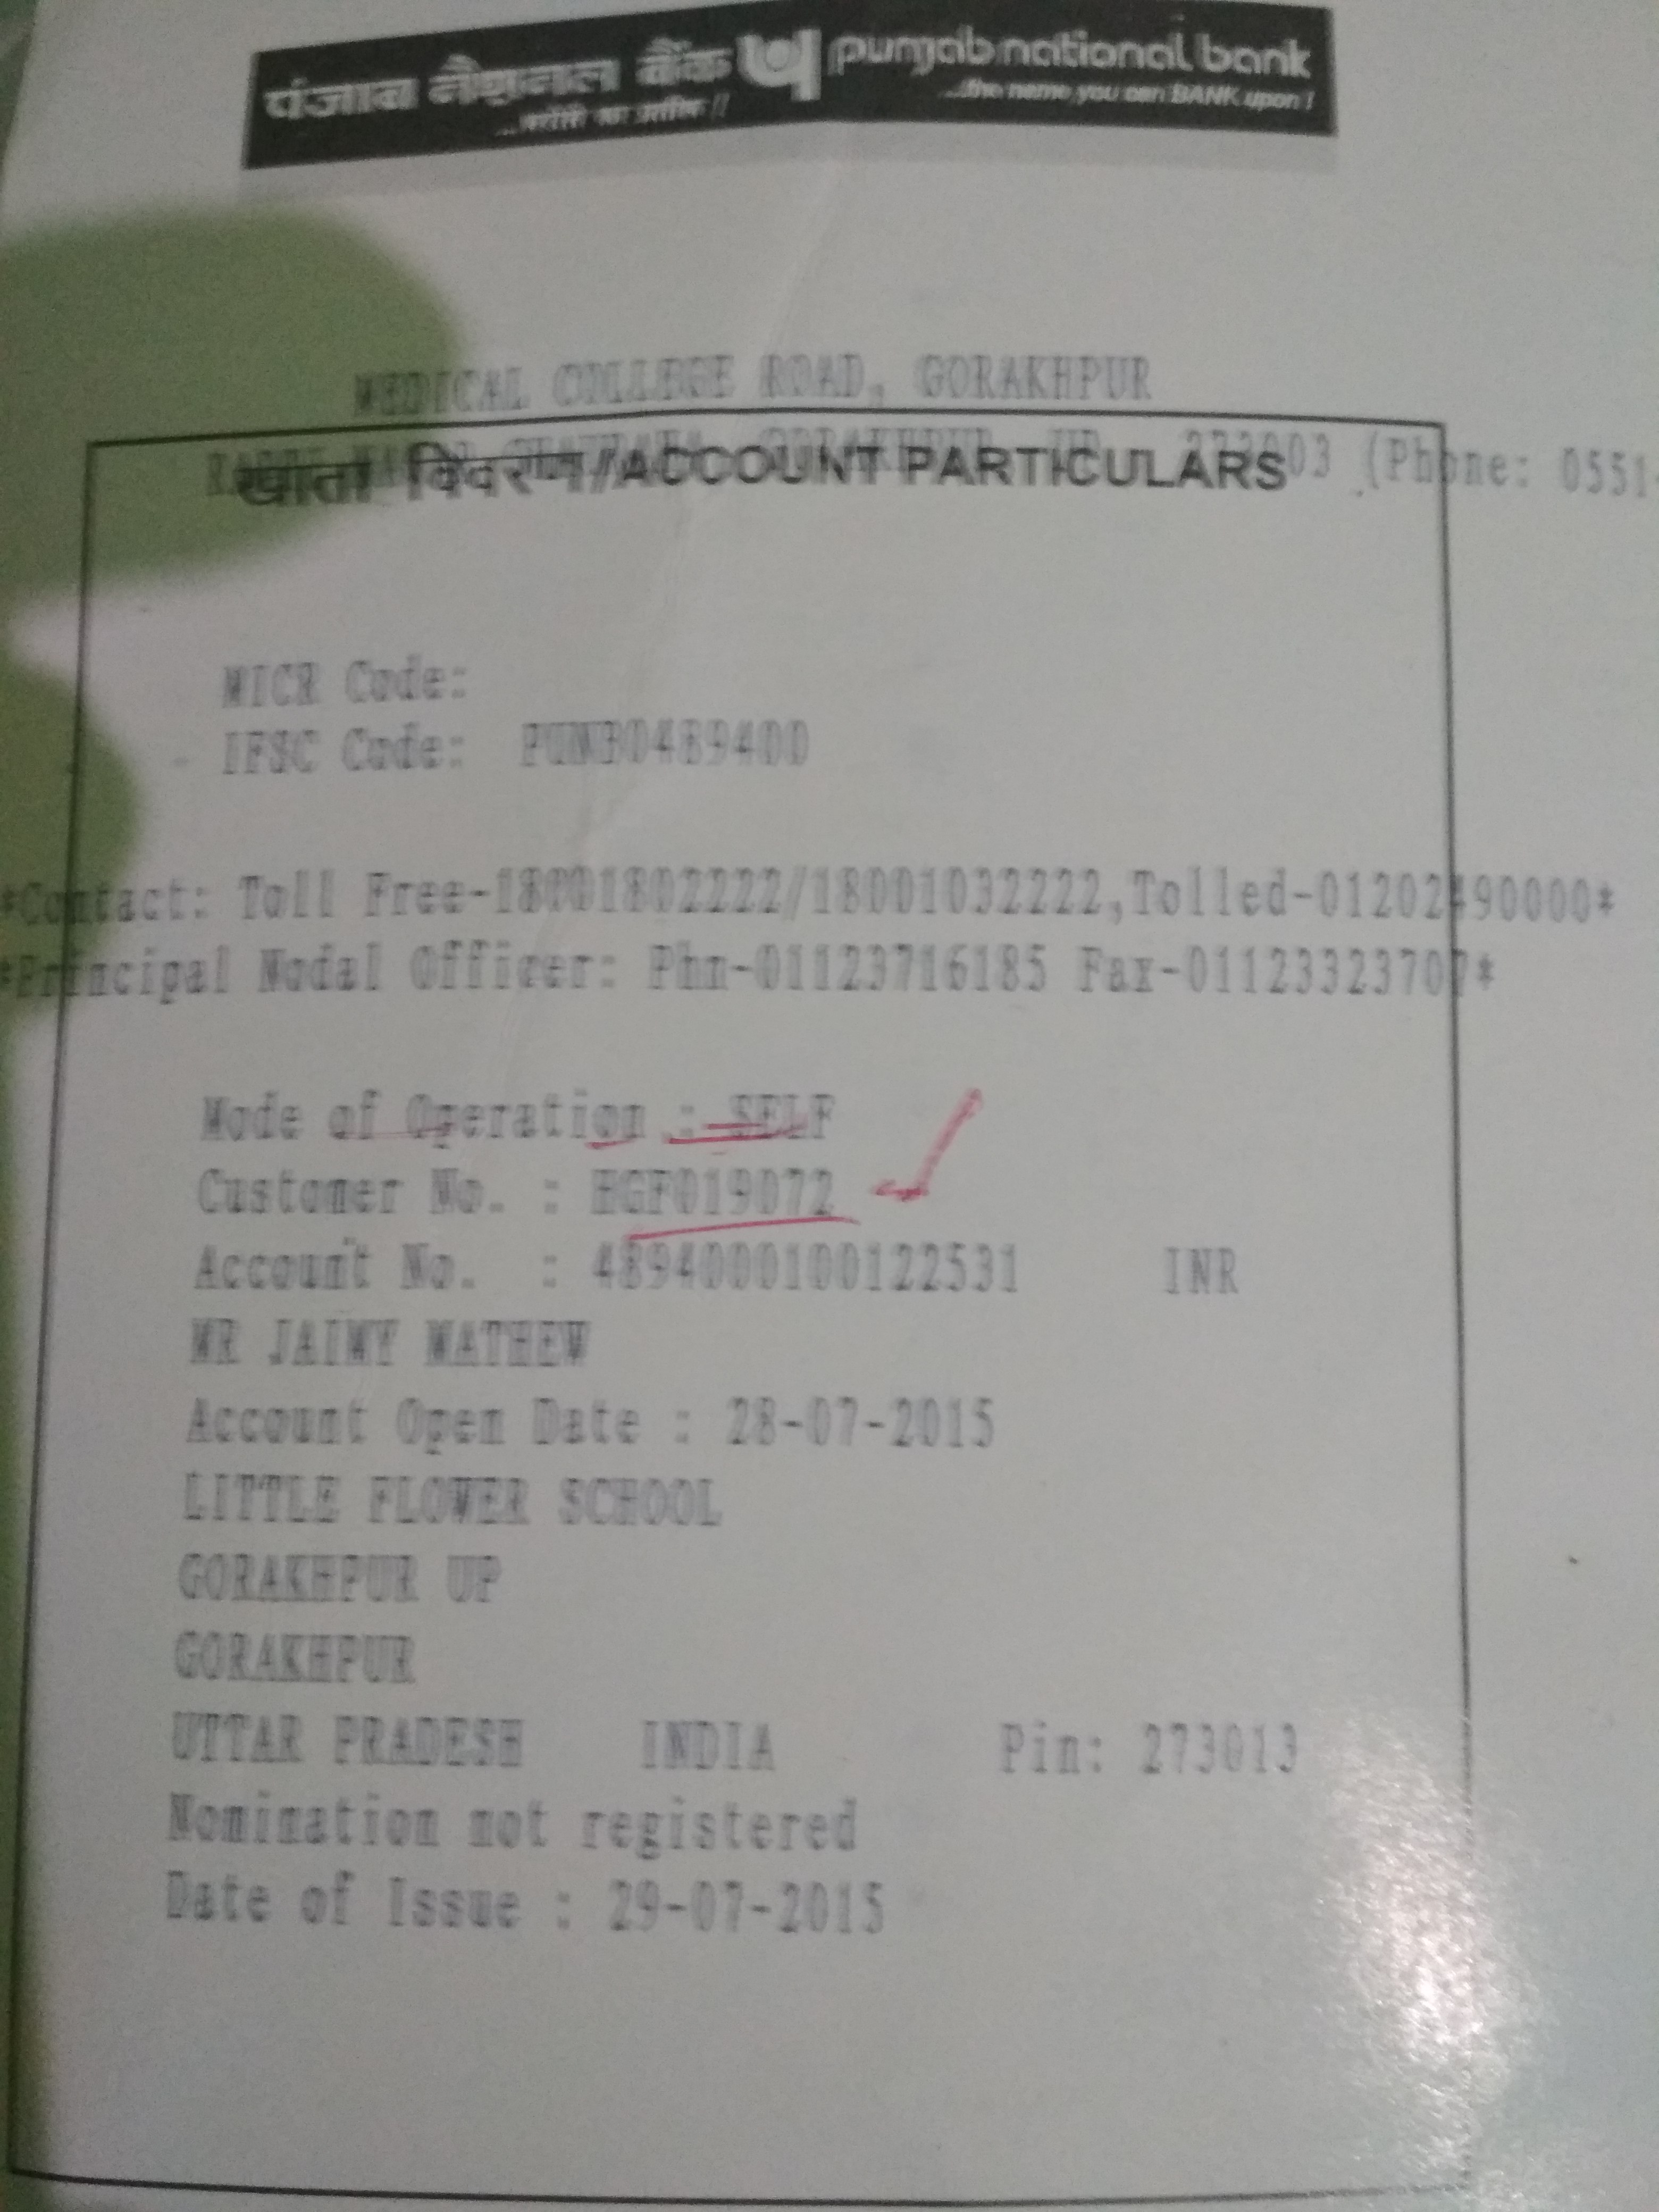 पंजाब नैशनल बैंक punjab national bank
...भरोसे का प्रतीक !! ...the name you can BANK upon !
MEDICAL COLLEGE ROAD, GORAKHPUR
273003 (Phone: 0551-
खाता विवरण/ACCOUNT PARTICULARS
MICR Code:
IFSC Code: PUNB0489400
*Contact: Toll Free-18001802222/18001032222,Tolled-01202490000*
*Principal Nodal Officer: Phn-01123716185 Fax-01123323707*
Mode of Operation : SELF
Customer No. : HGF019072
Account No. : 4894000100122531 INR
MR JAIMY MATHEW
Account Open Date : 28-07-2015
LITTLE FLOWER SCHOOL
GORAKHPUR UP
GORAKHPUR
UTTAR PRADESH INDIA Pin: 273013
Nomination not registered
Date of Issue : 29-07-2015